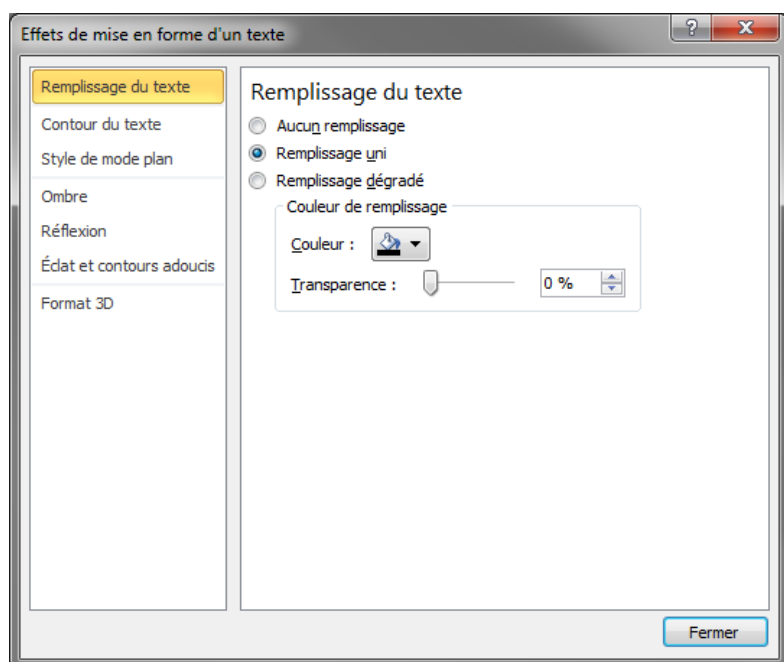 Effets de mise en forme d'un texte
Remplissage du texte
Contour du texte
Style de mode plan
Ombre
Réflexion
Éclat et contours adoucis
Format 3D
Remplissage du texte
Aucun remplissage
Remplissage uni
Remplissage dégradé
Couleur de remplissage
Couleur :
Transparence : 0 %
Fermer